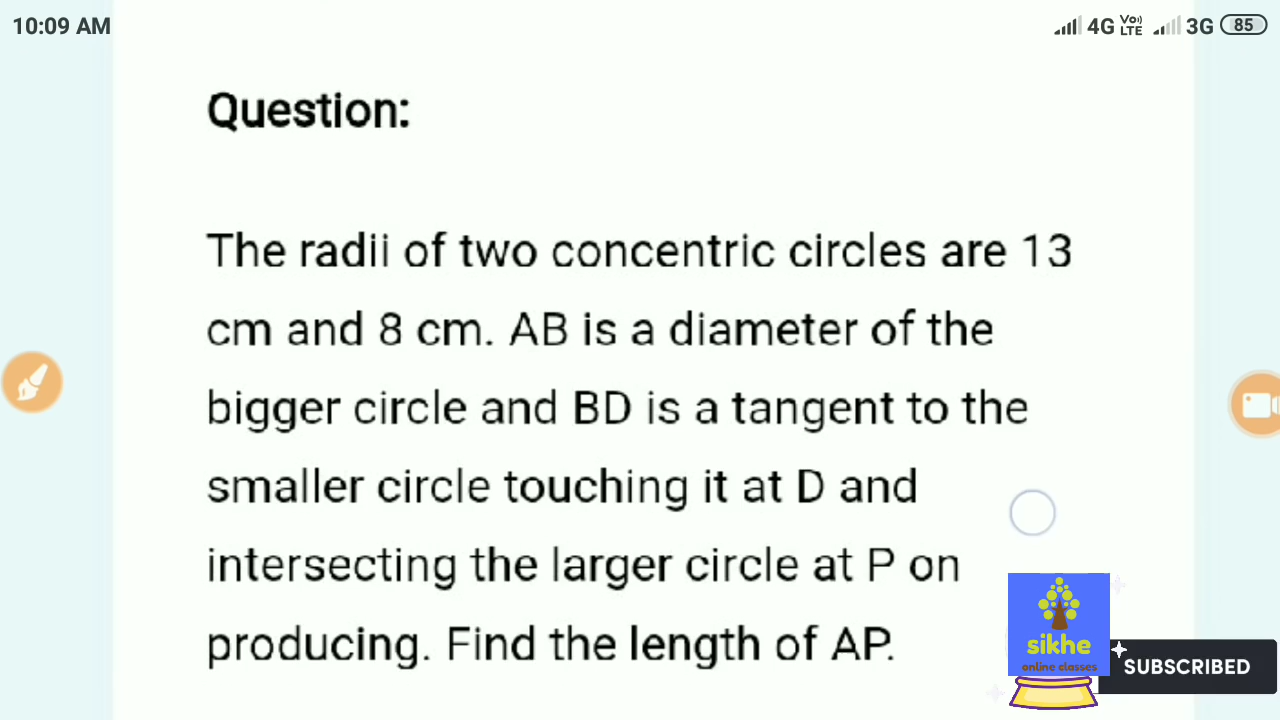 10:09 AM 4G Vo) LTE 3G 85
Question:
The radii of two concentric circles are 13
cm and 8 cm. AB is a diameter of the
bigger circle and BD is a tangent to the
smaller circle touching it at D and
intersecting the larger circle at P on
producing. Find the length of AP.
sikhe
online classes
SUBSCRIBED